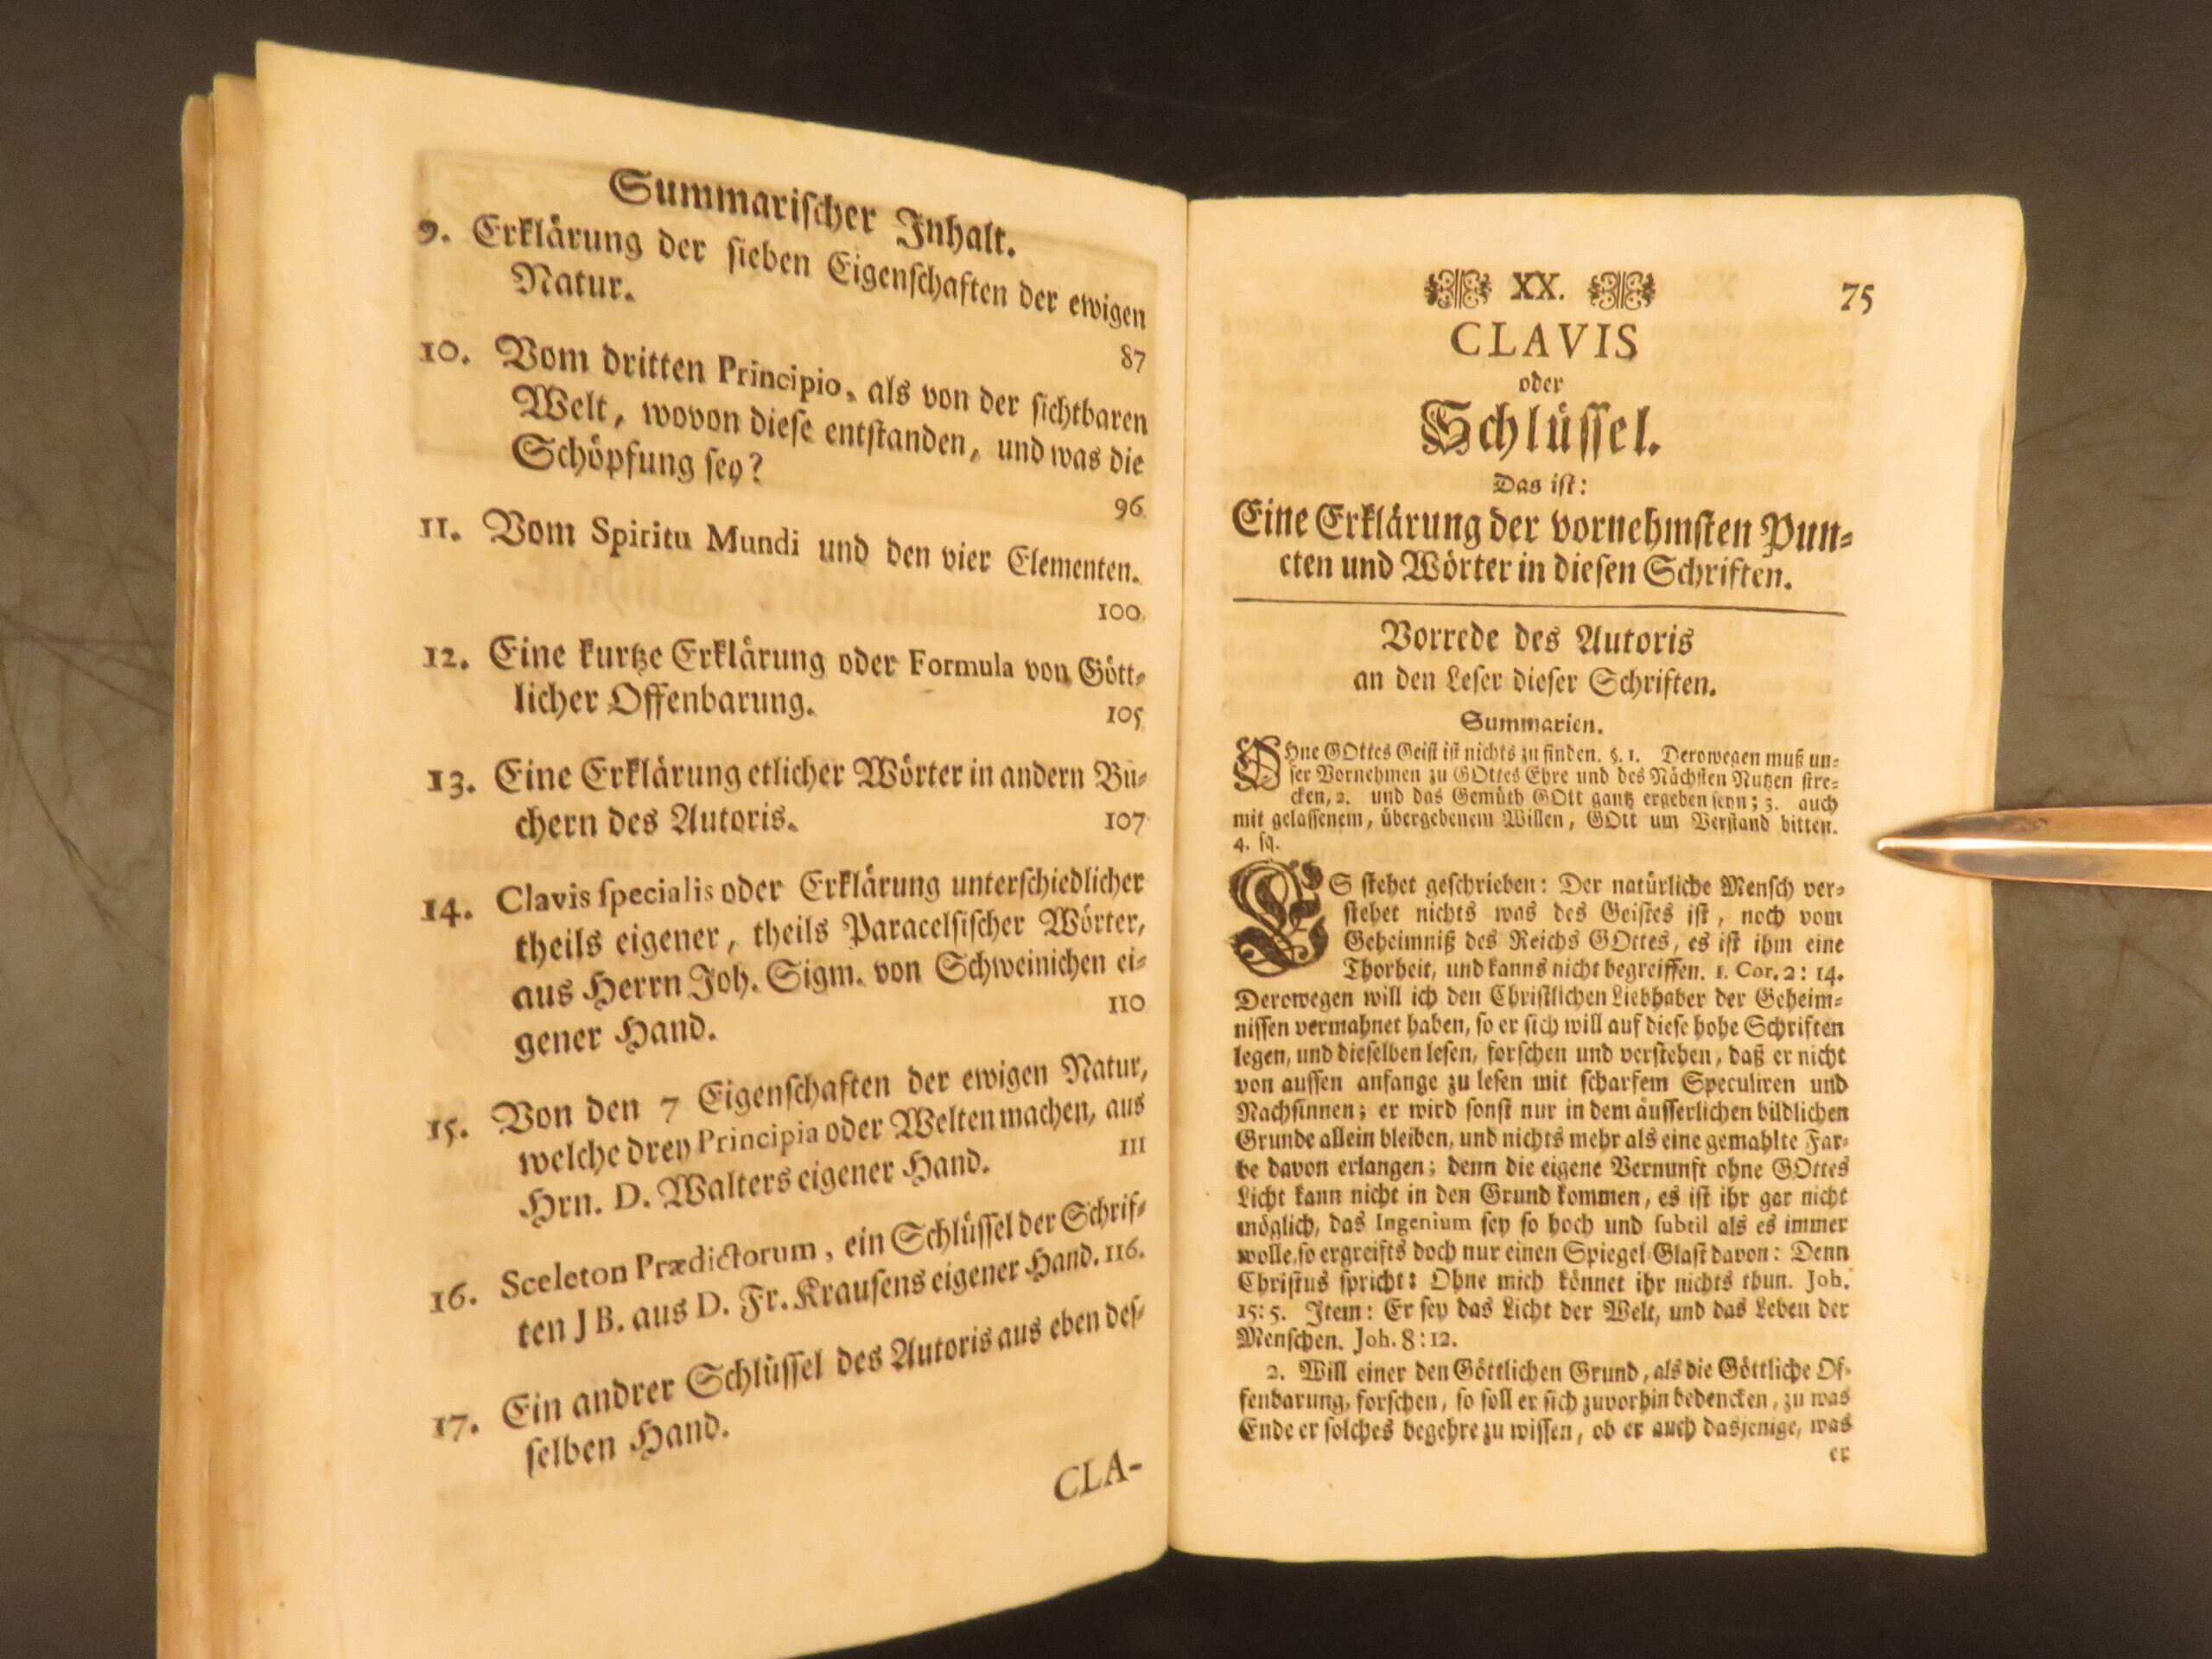 Summarischer Inhalt.
9. Erklärung der sieben Eigenschaften der ewigen
Natur.
87
10. Vom dritten Principio, als von der sichtbaren
Welt, wovon diese entstanden, und was die
Schöpfung sey?
96
11. Vom Spiritu Mundi und den vier Elementen.
100.
12. Eine kurtze Erklärung oder Formula von Gött-
licher Offenbarung.
105
13. Eine Erklärung etlicher Wörter in andern Bü-
chern des Autoris.
107
14. Clavis specialis oder Erklärung unterschiedlicher
theils eigener, theils Paracelsischer Wörter,
aus Herrn Joh. Sigm. von Schweinichen ei-
gener Hand.
110
15. Von den 7 Eigenschaften der ewigen Natur,
welche drey Principia oder Welten machen, aus
Hrn. D. Walters eigener Hand.
111
16. Sceleton Prædictorum, ein Schlüssel der Schrif-
ten J B. aus D. Fr. Krausens eigener Hand. 116.
17. Ein andrer Schlüssel des Autoris aus eben des-
selben Hand.
CLA-
XX.
75
CLAVIS
oder
Schlüssel.
Das ist:
Eine Erklärung der vornehmsten Pun-
cten und Wörter in diesen Schriften.
Vorrede des Autoris
an den Leser dieser Schriften.
Summarien.
OHne GOttes Geist ist nichts zu finden. §. 1. Derowegen muß un-
ser Vornehmen zu GOttes Ehre und des Nächsten Nutzen stre-
cken, 2. und das Gemüth GOtt gantz ergeben seyn; 3. auch
mit gelassenem, übergebenem Willen, GOtt um Verstand bitten.
4. sq.
ES stehet geschrieben: Der natürliche Mensch ver-
stehet nichts was des Geistes ist, noch vom
Geheimniß des Reichs GOttes, es ist ihm eine
Thorheit, und kanns nicht begreiffen. 1. Cor. 2: 14.
Derowegen will ich den Christlichen Liebhaber der Geheim-
nissen vermahnet haben, so er sich will auf diese hohe Schriften
legen, und dieselben lesen, forschen und verstehen, daß er nicht
von aussen anfange zu lesen mit scharfem Speculiren und
Nachsinnen; er wird sonst nur in dem äusserlichen bildlichen
Grunde allein bleiben, und nichts mehr als eine gemahlte Far-
be davon erlangen; denn die eigene Vernunft ohne GOttes
Licht kann nicht in den Grund kommen, es ist ihr gar nicht
möglich, das Ingenium sey so hoch und subtil als es immer
wolle, so ergreifts doch nur einen Spiegel-Glast davon: Denn
Christus spricht: Ohne mich könnet ihr nichts thun. Joh.
15: 5. Item: Er sey das Licht der Welt, und das Leben der
Menschen. Joh. 8: 12.
2. Will einer den Göttlichen Grund, als die Göttliche Of-
fenbarung, forschen, so soll er sich zuvorhin bedencken, zu was
Ende er solches begehre zu wissen, ob er auch dasjenige, was
er